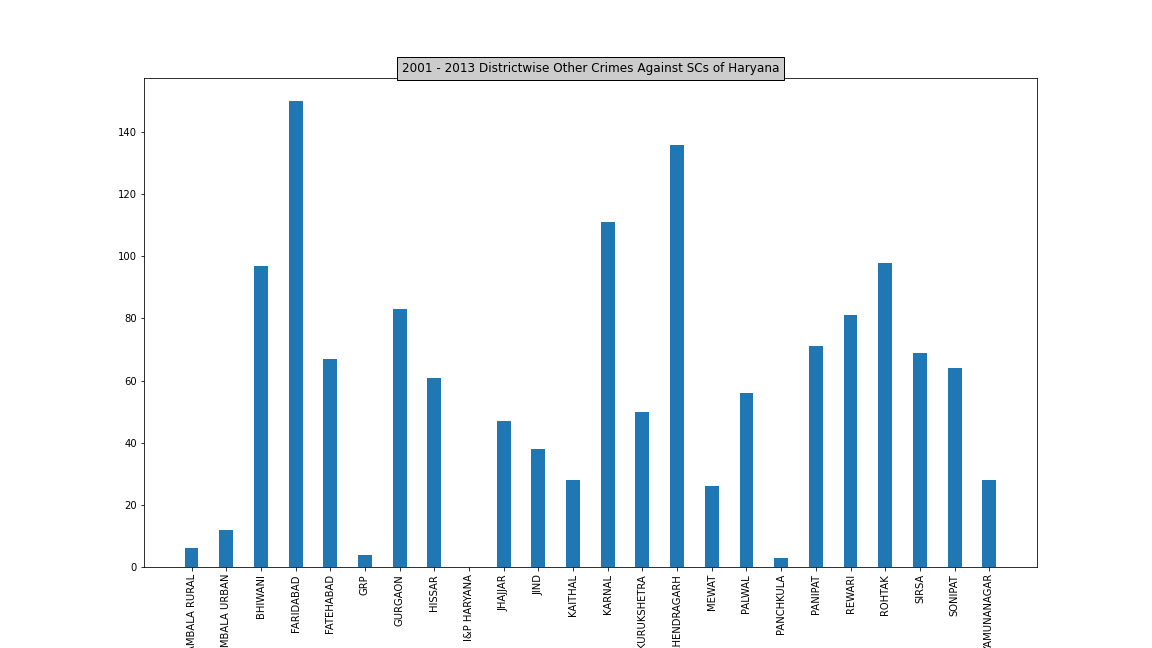 2001 - 2013 Districtwise Other Crimes Against SCs of Haryana
140
120
100
80
60
40
20
0
MBALA RURAL
MBALA URBAN
BHIWANI
FARIDABAD
FATEHABAD
GRP
GURGAON
HISSAR
I&P HARYANA
JHAJJAR
JIND
KAITHAL
KARNAL
KURUKSHETRA
HENDRAGARH
MEWAT
PALWAL
PANCHKULA
PANIPAT
REWARI
ROHTAK
SIRSA
SONIPAT
YAMUNANAGAR